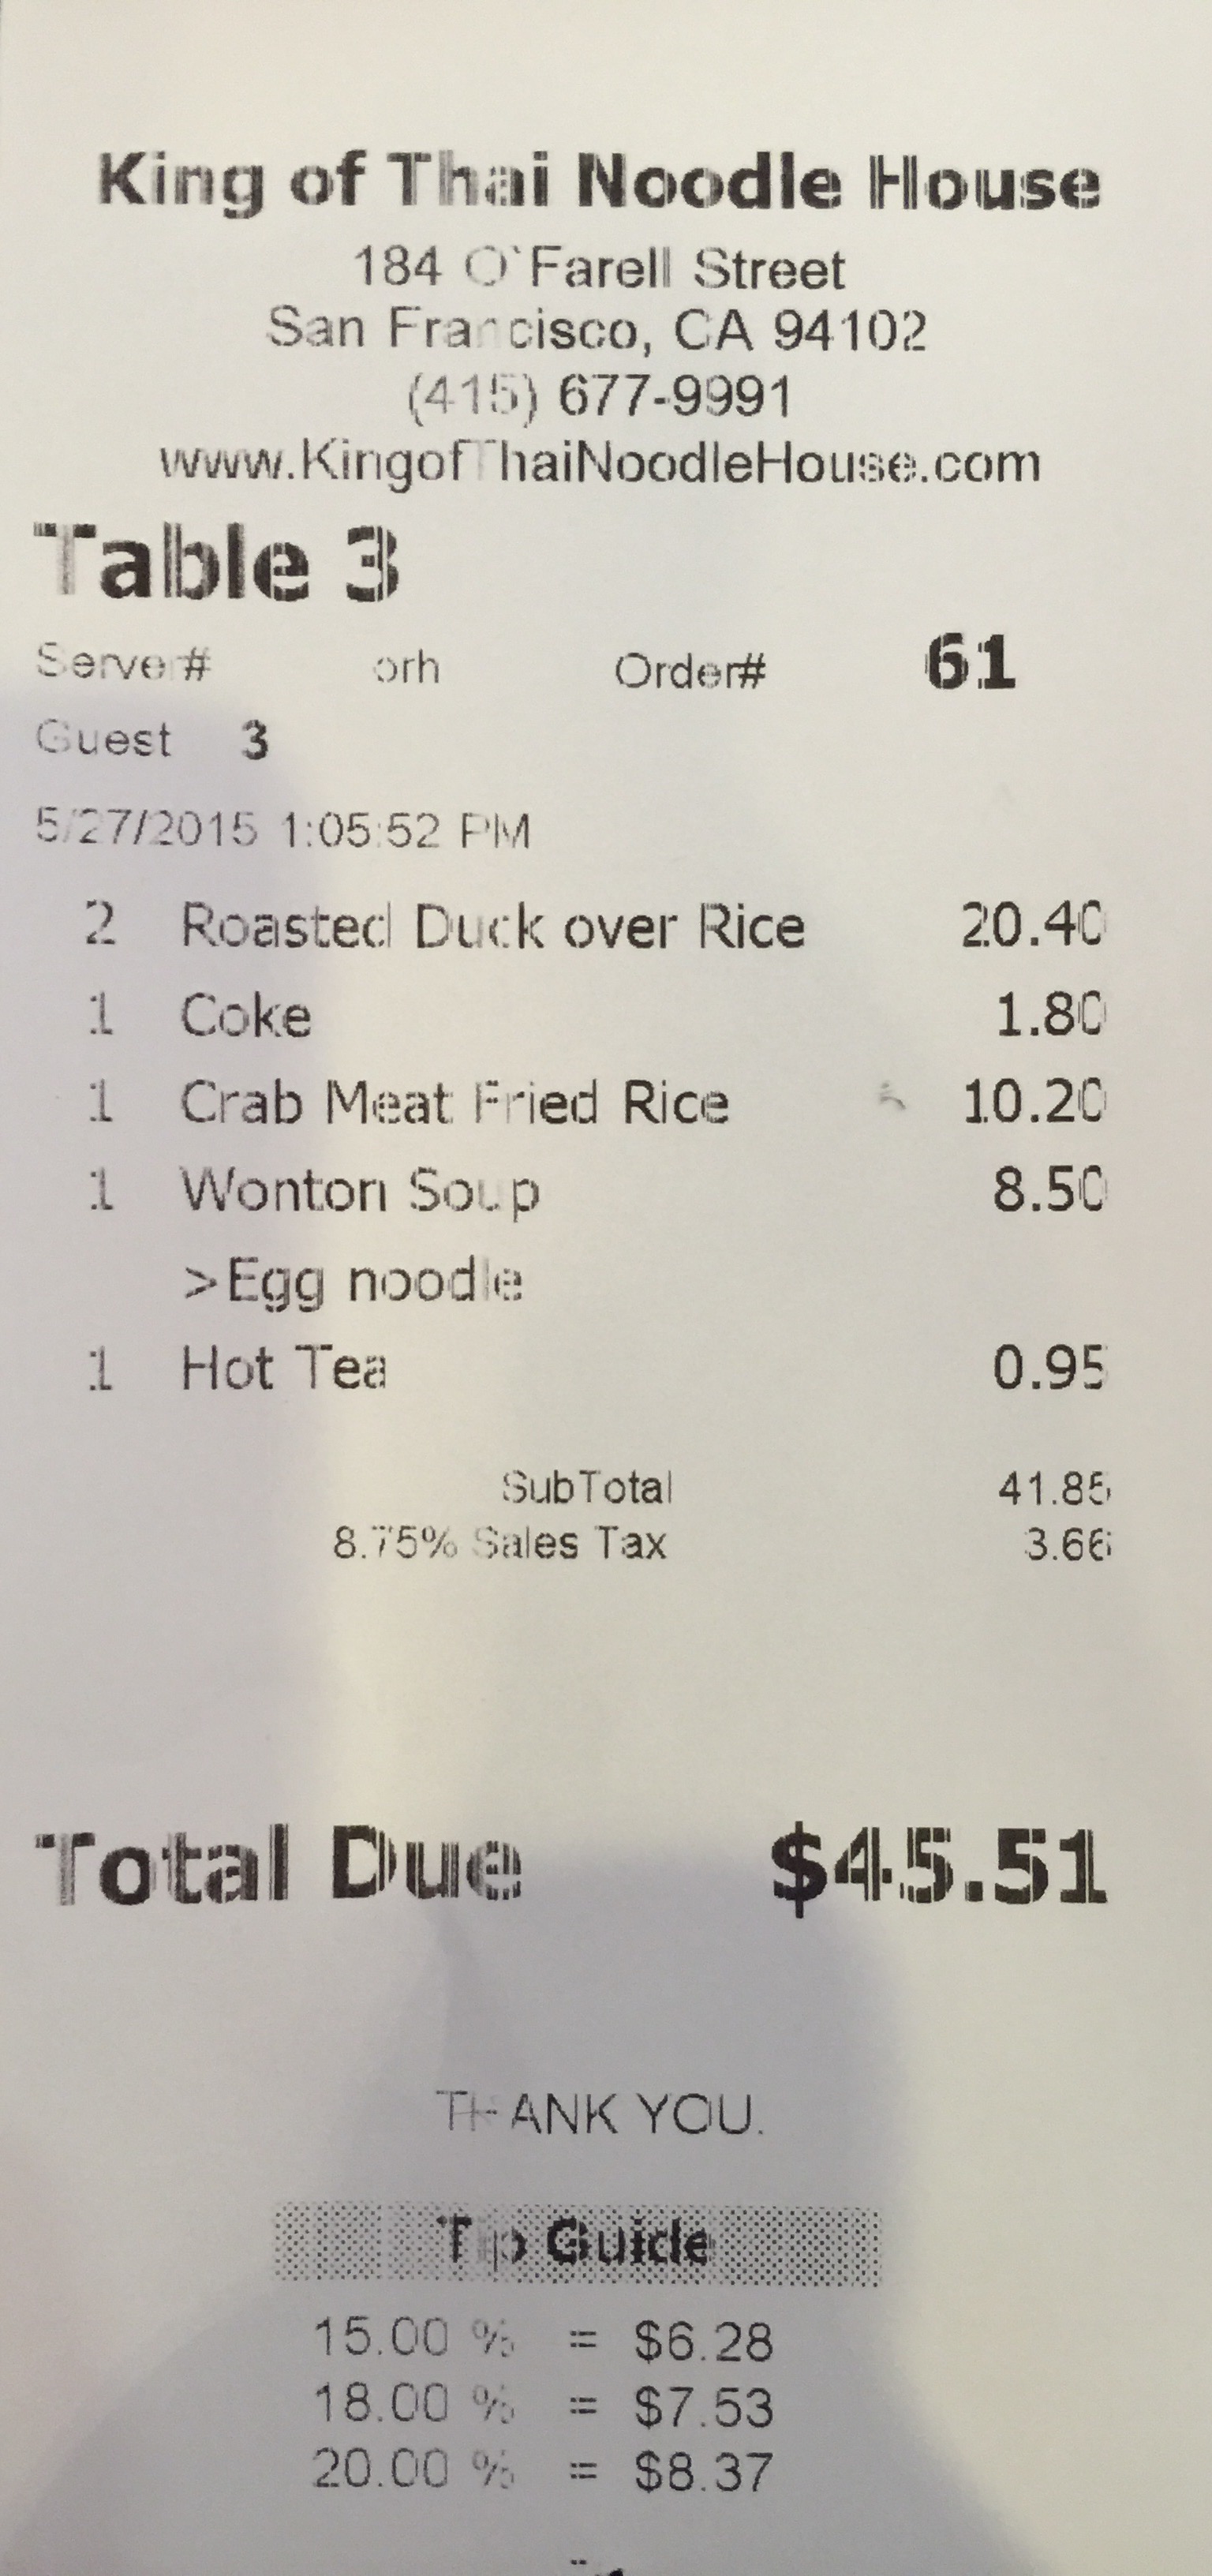 King of Thai Noodle House
184 O`Farell Street
San Francisco, CA 94102
(415) 677-9991
www.KingofThaiNoodleHouse.com
Table 3
Server# orh Order# 61
Guest 3
5/27/2015 1:05:52 PM
2 Roasted Duck over Rice 20.40
1 Coke 1.80
1 Crab Meat Fried Rice 10.20
1 Wonton Soup 8.50
>Egg noodle
1 Hot Tea 0.95
SubTotal 41.85
8.75% Sales Tax 3.66
Total Due $45.51
THANK YOU.
Tip Guide
15.00 % = $6.28
18.00 % = $7.53
20.00 % = $8.37